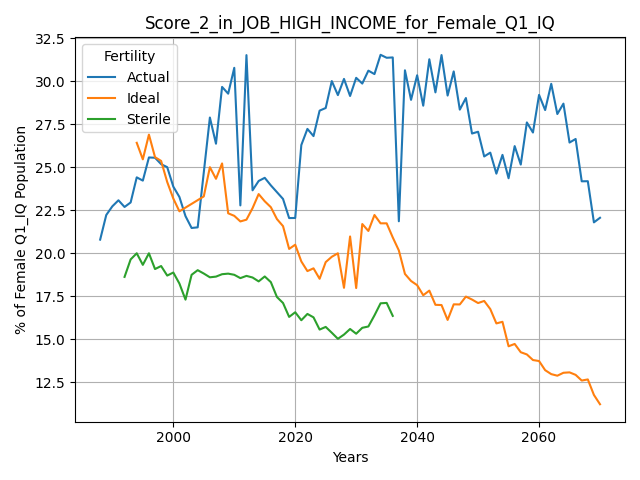 Score_2_in_JOB_HIGH_INCOME_for_Female_Q1_IQ
Fertility
Actual
Ideal
Sterile
% of Female Q1_IQ Population
32.5
30.0
27.5
25.0
22.5
20.0
17.5
15.0
12.5
2000 2020 2040 2060
Years